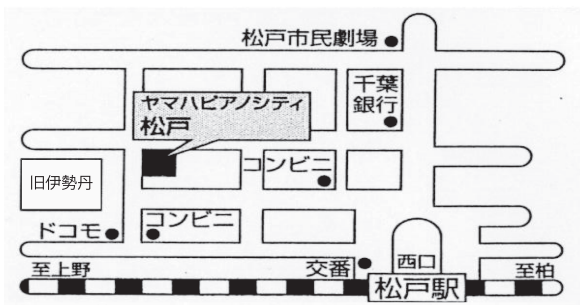 松戸市民劇場
千葉
銀行
ヤマハピアノシティ
松戸
コンビニ
旧伊勢丹
コンビニ
ドコモ
西口
交番
至上野
至柏
松戸駅